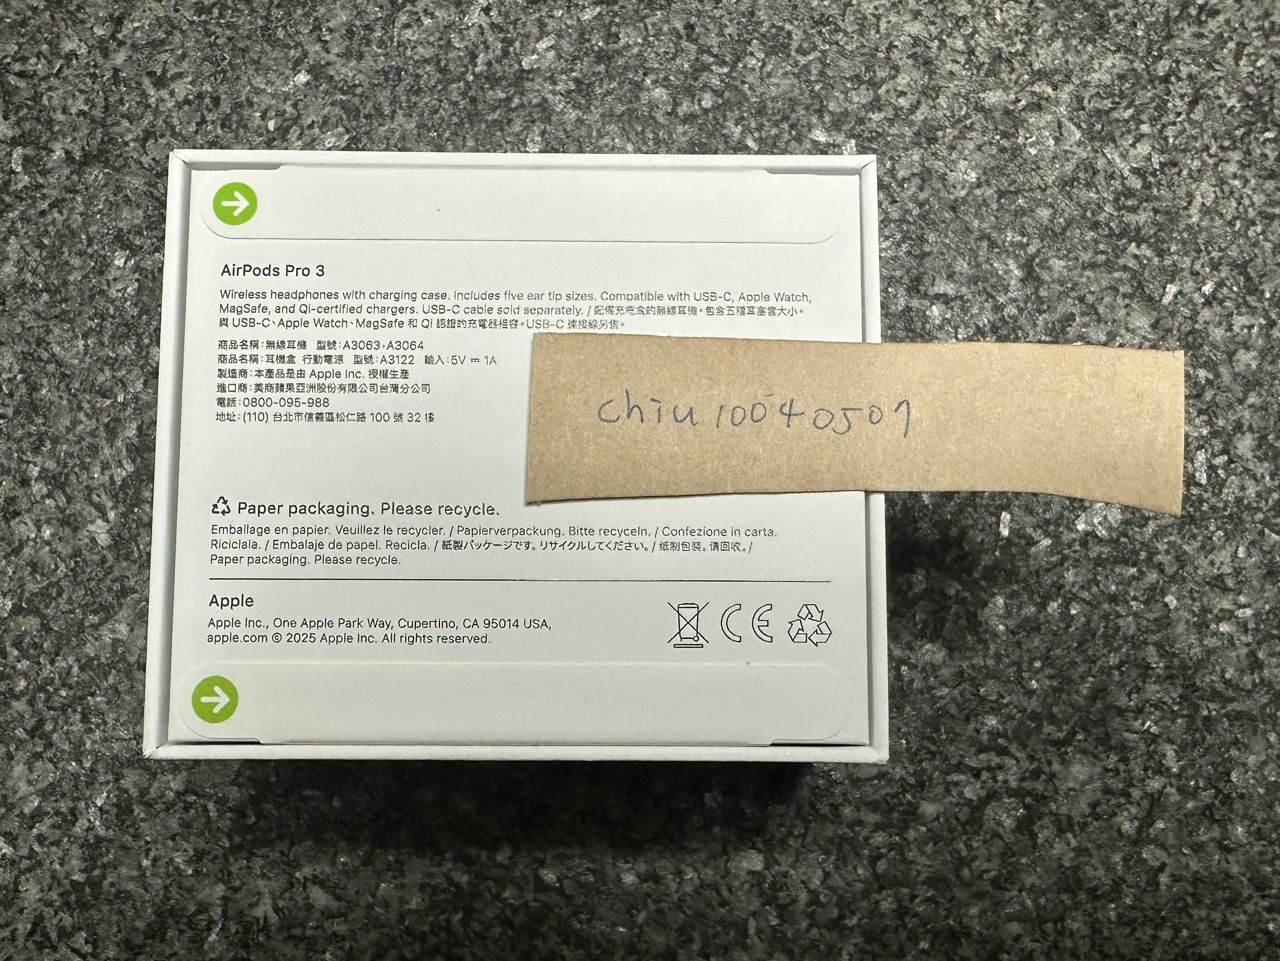 AirPods Pro 3
Wireless headphones with charging case. Includes five ear tip sizes. Compatible with USB-C, Apple Watch,
MagSafe, and Qi-certified chargers. USB-C cable sold separately. / 配備充電盒的無線耳機。包含五種耳塞套大小。
與 USB-C、Apple Watch、MagSafe 和 Qi 認證的充電器相容。USB-C 連接線另售。
商品名稱：無線耳機 型號：A3063、A3064
商品名稱：耳機盒 行動電源 型號：A3122 輸入：5V ⎓ 1A
製造商：本產品是由 Apple Inc. 授權生產
進口商：美商蘋果亞洲股份有限公司台灣分公司
電話：0800-095-988
地址：(110) 台北市信義區松仁路 100 號 32 樓
chiu10040507
Paper packaging. Please recycle.
Emballage en papier. Veuillez le recycler. / Papierverpackung. Bitte recyceln. / Confezione in carta.
Riciclala. / Embalaje de papel. Recicla. / 紙製パッケージです。リサイクルしてください。/ 纸制包装。请回收。/
Paper packaging. Please recycle.
Apple
Apple Inc., One Apple Park Way, Cupertino, CA 95014 USA,
apple.com © 2025 Apple Inc. All rights reserved.
CE